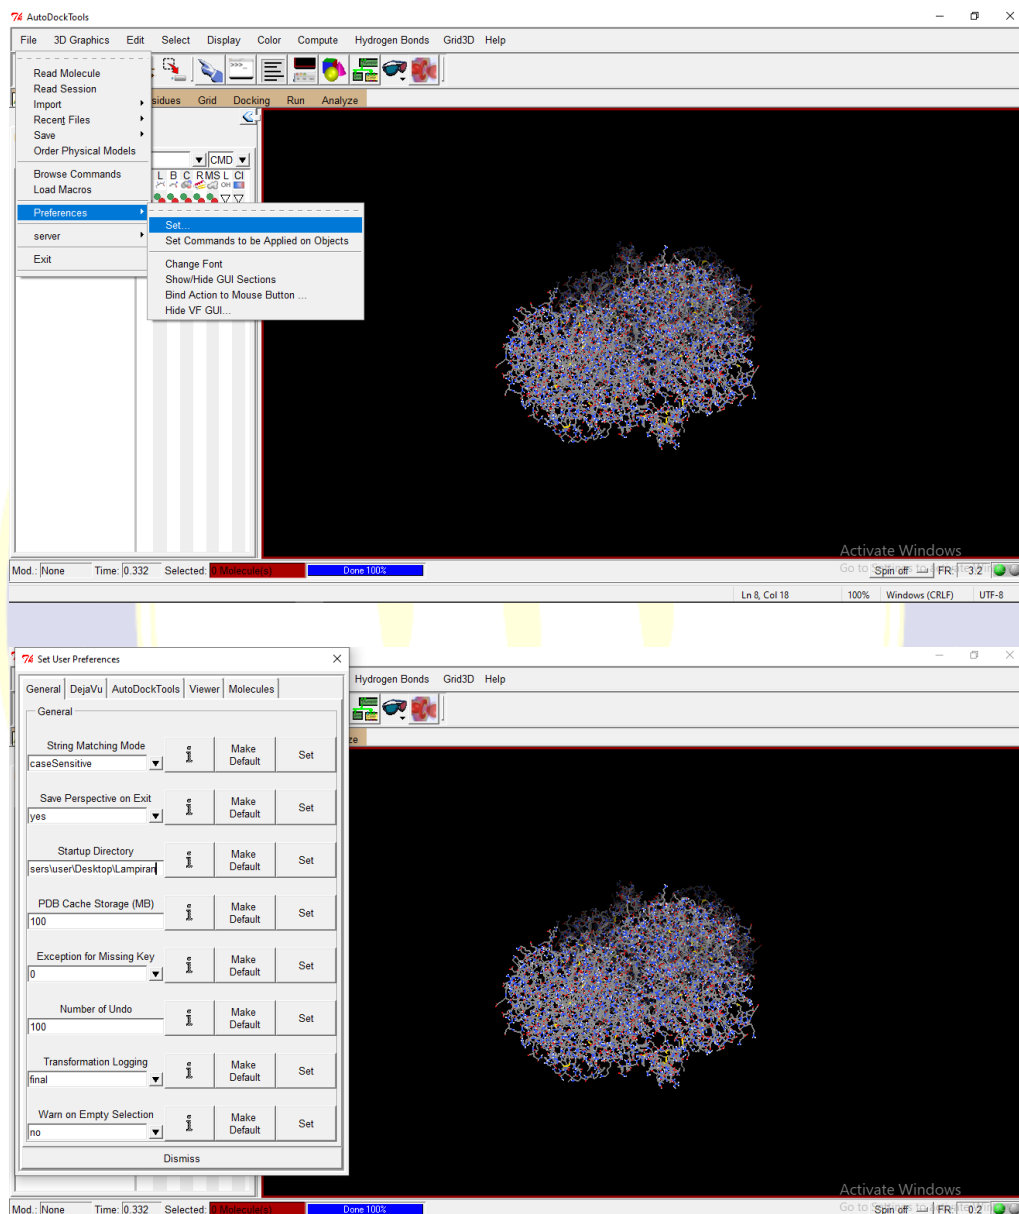 AutoDockTools
File 3D Graphics Edit Select Display Color Compute Hydrogen Bonds Grid3D Help
Read Molecule
Read Session
Import
Recent Files
Save
Order Physical Models
Browse Commands
Load Macros
Preferences
server
Exit
sidues Grid Docking Run Analyze
CMD
L B C R MS L Cl
Set...
Set Commands to be Applied on Objects
Change Font
Show/Hide GUI Sections
Bind Action to Mouse Button ...
Hide VF GUI...
Activate Windows
Mod.: None Time: 0.332 Selected: 0 Molecule(s) Done 100% Spin off FR: 3.2
Ln 8, Col 18 100% Windows (CRLF) UTF-8
Set User Preferences
Hydrogen Bonds Grid3D Help
General DejaVu AutoDockTools Viewer Molecules
General
ze
String Matching Mode
caseSensitive
Make Default
Set
Save Perspective on Exit
yes
Make Default
Set
Startup Directory
sers\user\Desktop\Lampiran
Make Default
Set
PDB Cache Storage (MB)
100
Make Default
Set
Exception for Missing Key
0
Make Default
Set
Number of Undo
100
Make Default
Set
Transformation Logging
final
Make Default
Set
Warn on Empty Selection
no
Make Default
Set
Dismiss
Activate Windows
Mod.: None Time: 0.332 Selected: 0 Molecule(s) Done 100% Spin off FR: 0.2